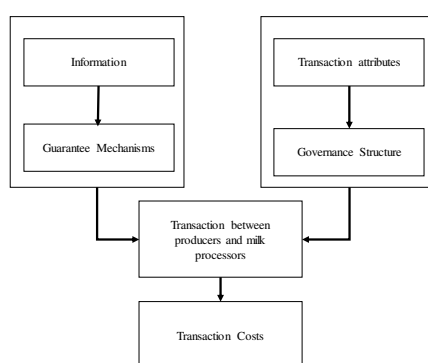 Information
Guarantee Mechanisms
Transaction attributes
Governance Structure
Transaction between
producers and milk
processors
Transaction Costs